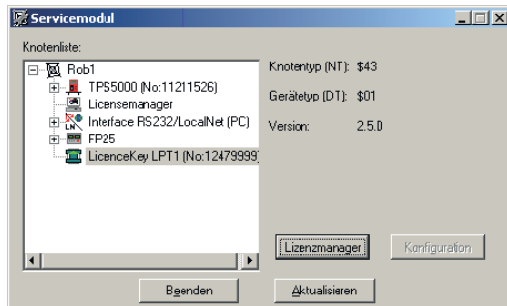 Servicemodul
Knotenliste:
Rob1
TPS5000 (No:11211526)
Licensemanager
Interface RS232/LocalNet (PC)
FP25
LicenceKey LPT1 (No:12479999
Knotentyp (NT): $43
Gerätetyp (DT): $01
Version: 2.5.0
Lizenzmanager
Konfiguration
Beenden
Aktualisieren